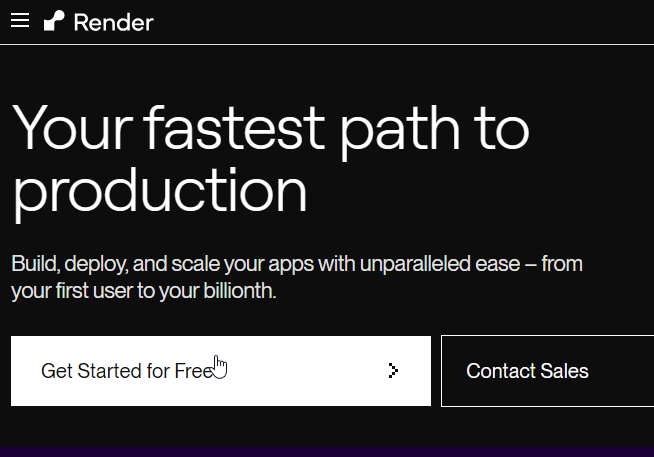 Render
Your fastest path to
production
Build, deploy, and scale your apps with unparalleled ease – from
your first user to your billionth.
Get Started for Free
Contact Sales